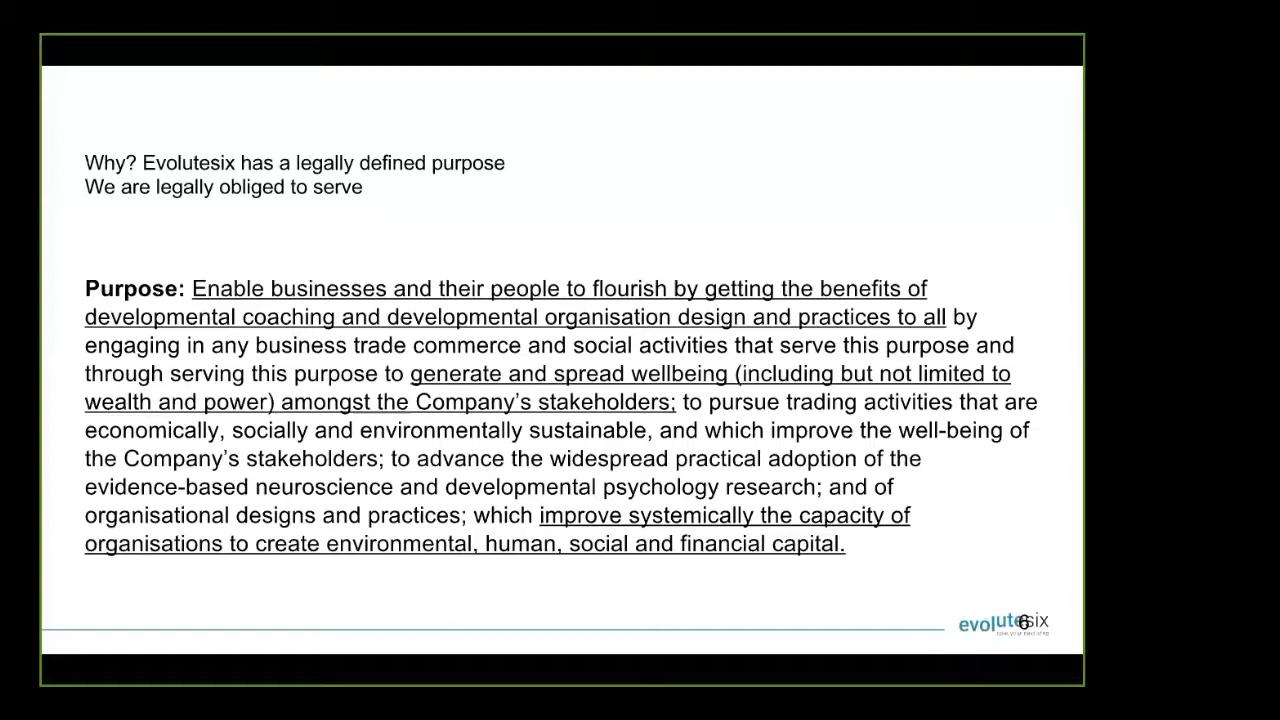 Why? Evolutesix has a legally defined purpose
We are legally obliged to serve
Purpose: Enable businesses and their people to flourish by getting the benefits of
developmental coaching and developmental organisation design and practices to all by
engaging in any business trade commerce and social activities that serve this purpose and
through serving this purpose to generate and spread wellbeing (including but not limited to
wealth and power) amongst the Company’s stakeholders; to pursue trading activities that are
economically, socially and environmentally sustainable, and which improve the well-being of
the Company’s stakeholders; to advance the widespread practical adoption of the
evidence-based neuroscience and developmental psychology research; and of
organisational designs and practices; which improve systemically the capacity of
organisations to create environmental, human, social and financial capital.
evolutesix
6
take your next step